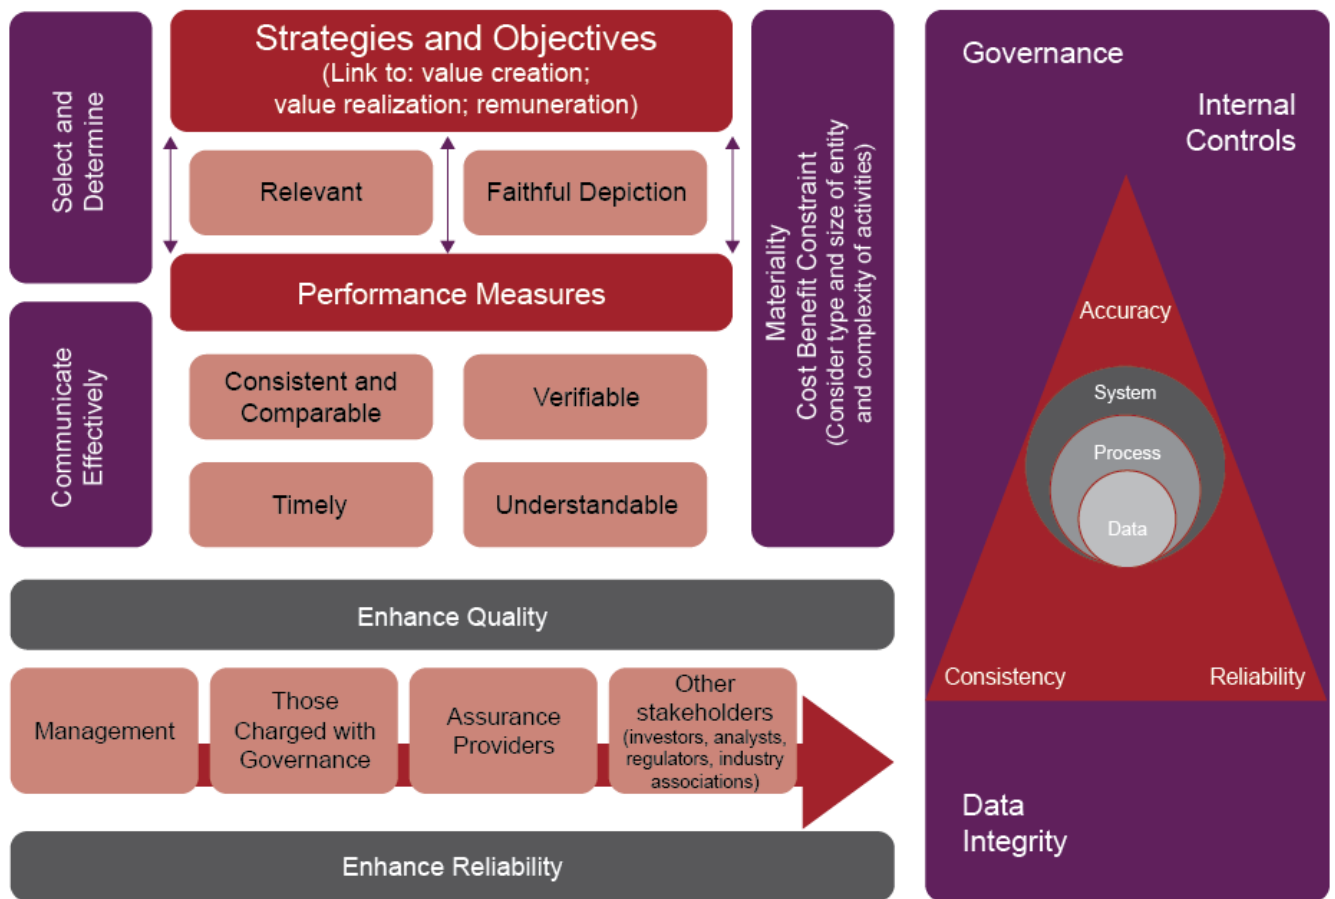 Select and
Determine
Strategies and Objectives
(Link to: value creation;
value realization; remuneration)
Relevant
Faithful Depiction
Performance Measures
Communicate
Effectively
Consistent and
Comparable
Verifiable
Timely
Understandable
Materiality
Cost Benefit Constraint
(Consider type and size of entity
and complexity of activities)
Enhance Quality
Management
Those
Charged with
Governance
Assurance
Providers
Other
stakeholders
(investors, analysts,
regulators, industry
associations)
Enhance Reliability
Governance
Internal
Controls
Accuracy
System
Process
Data
Consistency
Reliability
Data
Integrity